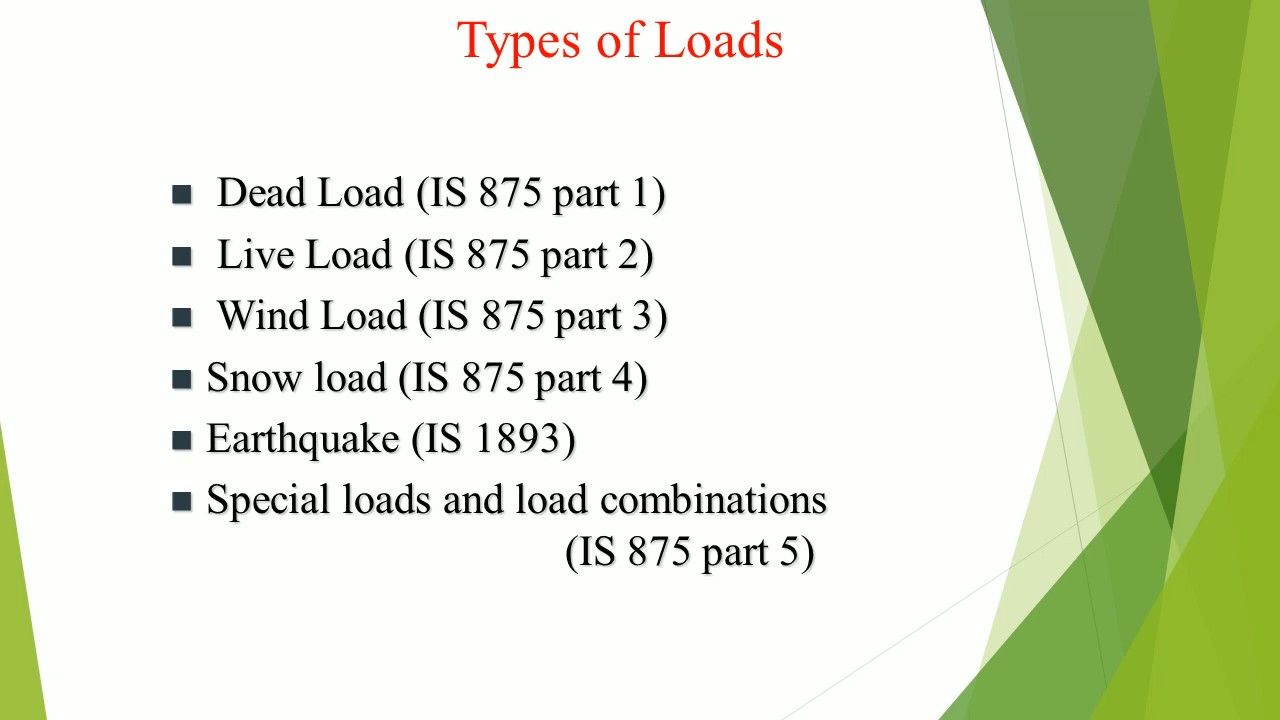 Types of Loads
Dead Load (IS 875 part 1)
Live Load (IS 875 part 2)
Wind Load (IS 875 part 3)
Snow load (IS 875 part 4)
Earthquake (IS 1893)
Special loads and load combinations
(IS 875 part 5)